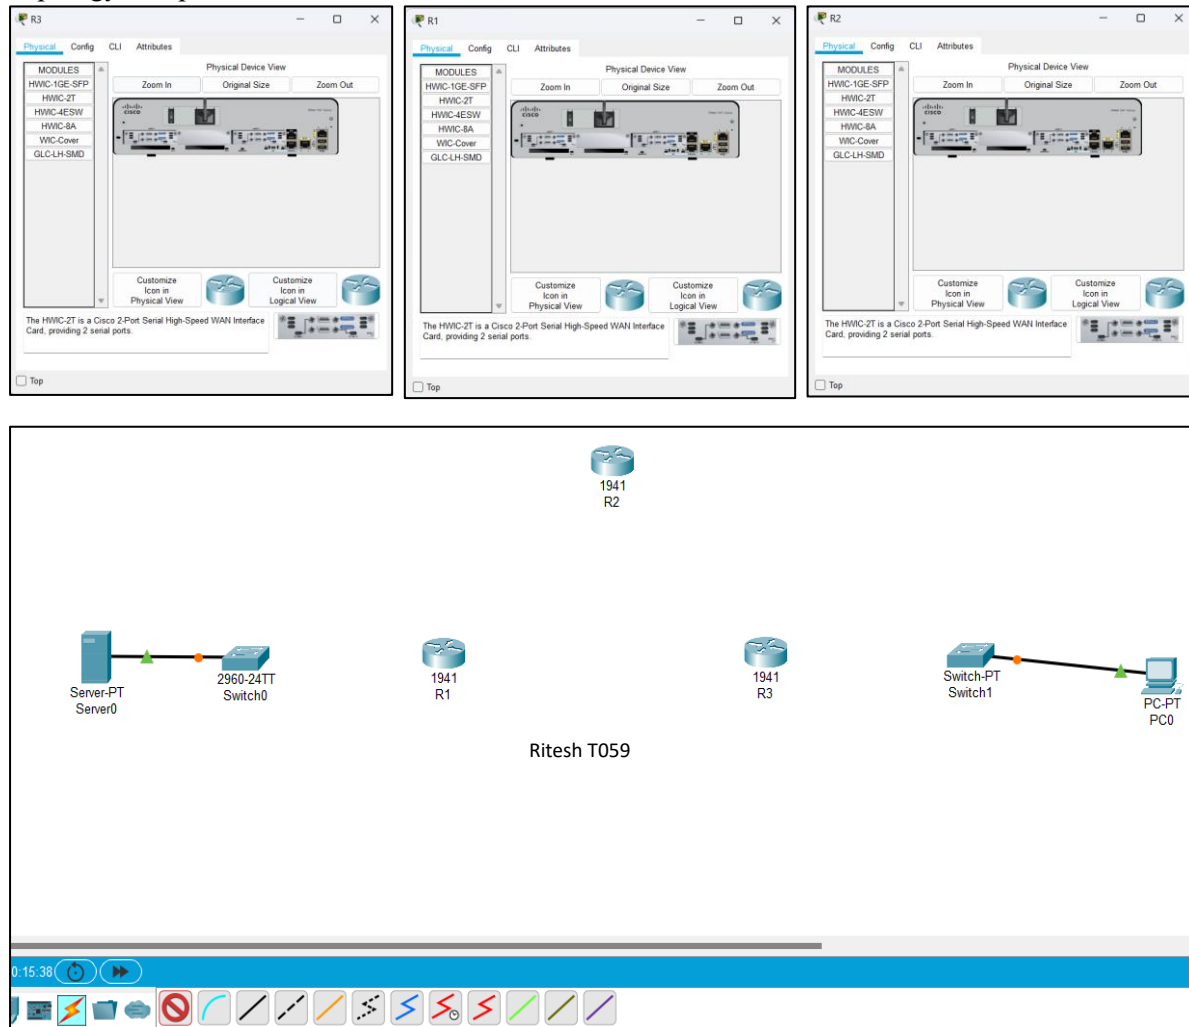 R3
Physical Config CLI Attributes
MODULES
HWIC-1GE-SFP
HWIC-2T
HWIC-4ESW
HWIC-8A
WIC-Cover
GLC-LH-SMD
Physical Device View
Zoom In Original Size Zoom Out
CISCO
Customize
Icon in
Physical View
Customize
Icon in
Logical View
The HWIC-2T is a Cisco 2-Port Serial High-Speed WAN Interface
Card, providing 2 serial ports.
Top
R1
Physical Config CLI Attributes
MODULES
HWIC-1GE-SFP
HWIC-2T
HWIC-4ESW
HWIC-8A
WIC-Cover
GLC-LH-SMD
Physical Device View
Zoom In Original Size Zoom Out
CISCO
Customize
Icon in
Physical View
Customize
Icon in
Logical View
The HWIC-2T is a Cisco 2-Port Serial High-Speed WAN Interface
Card, providing 2 serial ports.
Top
R2
Physical Config CLI Attributes
MODULES
HWIC-1GE-SFP
HWIC-2T
HWIC-4ESW
HWIC-8A
WIC-Cover
GLC-LH-SMD
Physical Device View
Zoom In Original Size Zoom Out
CISCO
Customize
Icon in
Physical View
Customize
Icon in
Logical View
The HWIC-2T is a Cisco 2-Port Serial High-Speed WAN Interface
Card, providing 2 serial ports.
Top
1941
R2
Server-PT
Server0
2960-24TT
Switch0
1941
R1
1941
R3
Switch-PT
Switch1
PC-PT
PC0
Ritesh T059
0:15:38